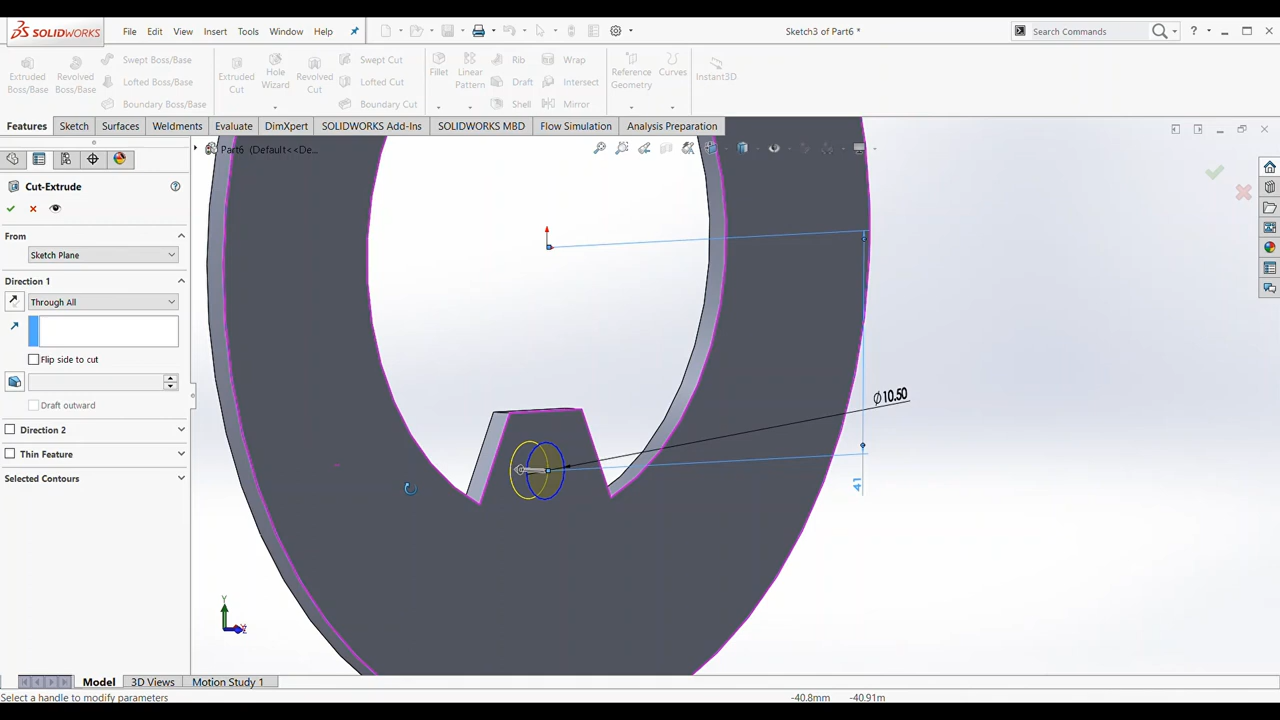 SOLIDWORKS File Edit View Insert Tools Window Help Sketch3 of Part6 * Search Commands ?
Extruded Boss/Base Revolved Boss/Base Swept Boss/Base Lofted Boss/Base Boundary Boss/Base Extruded Cut Hole Wizard Revolved Cut Swept Cut Lofted Cut Boundary Cut Fillet Linear Pattern Rib Draft Shell Wrap Intersect Mirror Reference Geometry Curves Instant3D
Features Sketch Surfaces Weldments Evaluate DimXpert SOLIDWORKS Add-Ins SOLIDWORKS MBD Flow Simulation Analysis Preparation
Part6 (Default<<De...
Cut-Extrude
From
Sketch Plane
Direction 1
Through All
Flip side to cut
Draft outward
Direction 2
Thin Feature
Selected Contours
Ø10.50
41
Y
Model 3D Views Motion Study 1
Select a handle to modify parameters -40.8mm -40.91m